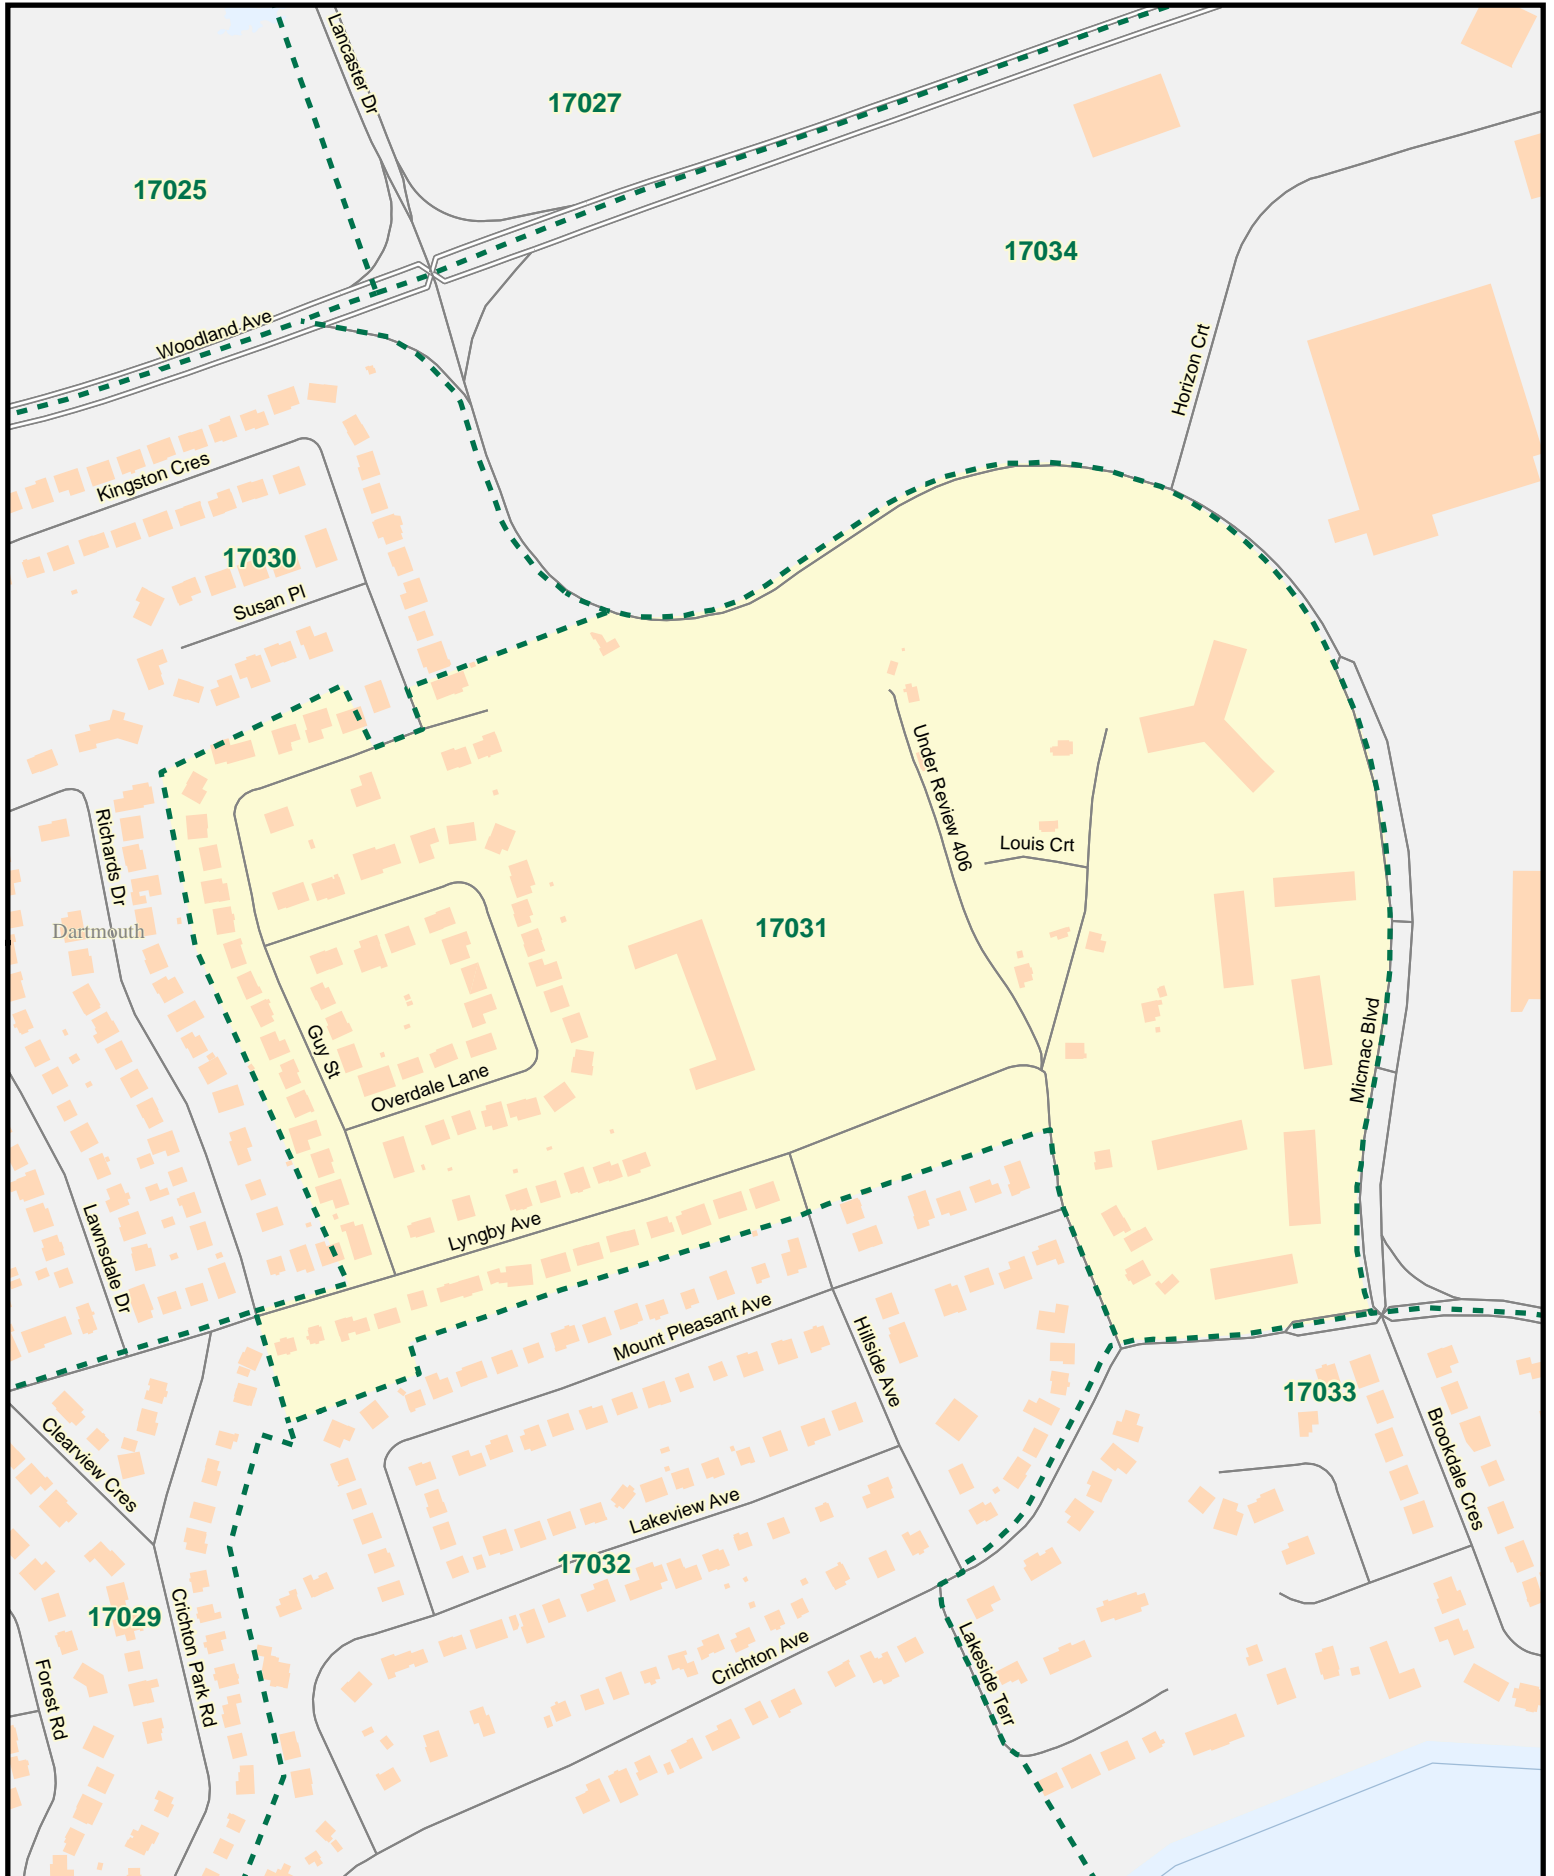 Lancaster Dr
17027
17025
17034
Woodland Ave
Horizon Crt
Kingston Cres
17030
Susan Pl
Under Review 406
Richards Dr
Louis Crt
Dartmouth
17031
Guy St
Micmac Blvd
Overdale Lane
Lawnsdale Dr
Lyngby Ave
Mount Pleasant Ave
Hillside Ave
17033
Clearview Cres
Brookdale Cres
Lakeview Ave
17032
17029
Crichton Park Rd
Forest Rd
Crichton Ave
Lakeside Terr